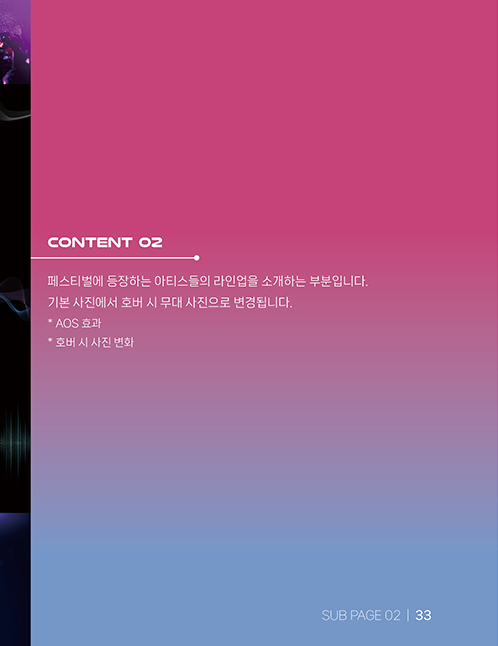 CONTENT 02
페스티벌에 등장하는 아티스들의 라인업을 소개하는 부분입니다.
기본 사진에서 호버 시 무대 사진으로 변경됩니다.
* AOS 효과
* 호버 시 사진 변화
SUB PAGE 02 | 33